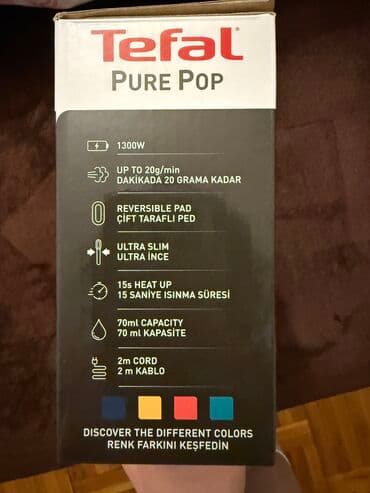 Tefal
PURE POP
1300W
UP TO 20g/min
DAKİKADA 20 GRAMA KADAR
REVERSIBLE PAD
ÇİFT TARAFLI PED
ULTRA SLIM
ULTRA İNCE
15s HEAT UP
15 SANİYE ISINMA SÜRESİ
70ml CAPACITY
70 ml KAPASİTE
2m CORD
2 m KABLO
DISCOVER THE DIFFERENT COLORS
RENK FARKINI KEŞFEDİN